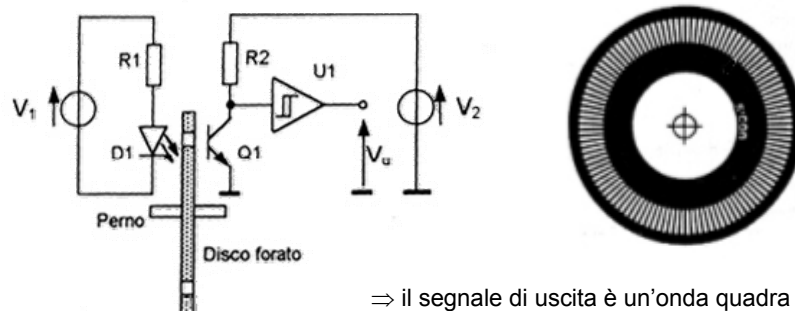 R1
R2
U1
V1
V2
D1
Q1
Vu
Perno
Disco forato
⇒ il segnale di uscita è un'onda quadra